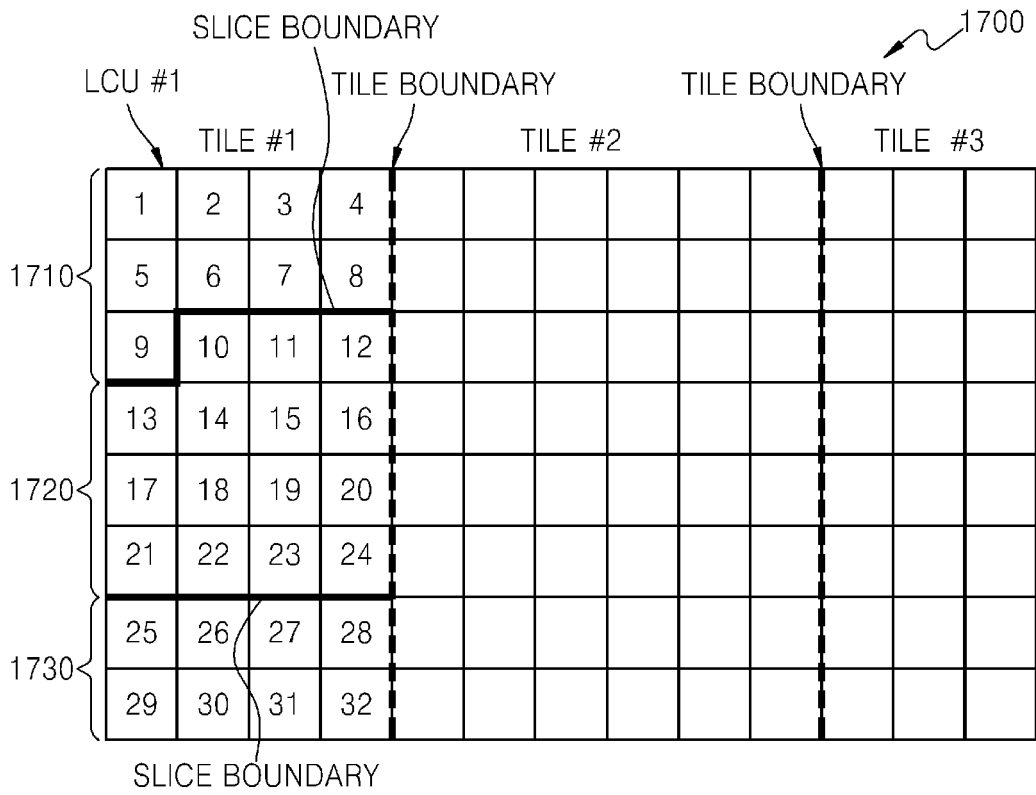 SLICE BOUNDARY
1700
LCU #1
TILE BOUNDARY
TILE BOUNDARY
TILE #1
TILE #2
TILE #3
1 2 3 4
1710
5 6 7 8
9 10 11 12
13 14 15 16
1720
17 18 19 20
21 22 23 24
25 26 27 28
1730
29 30 31 32
SLICE BOUNDARY